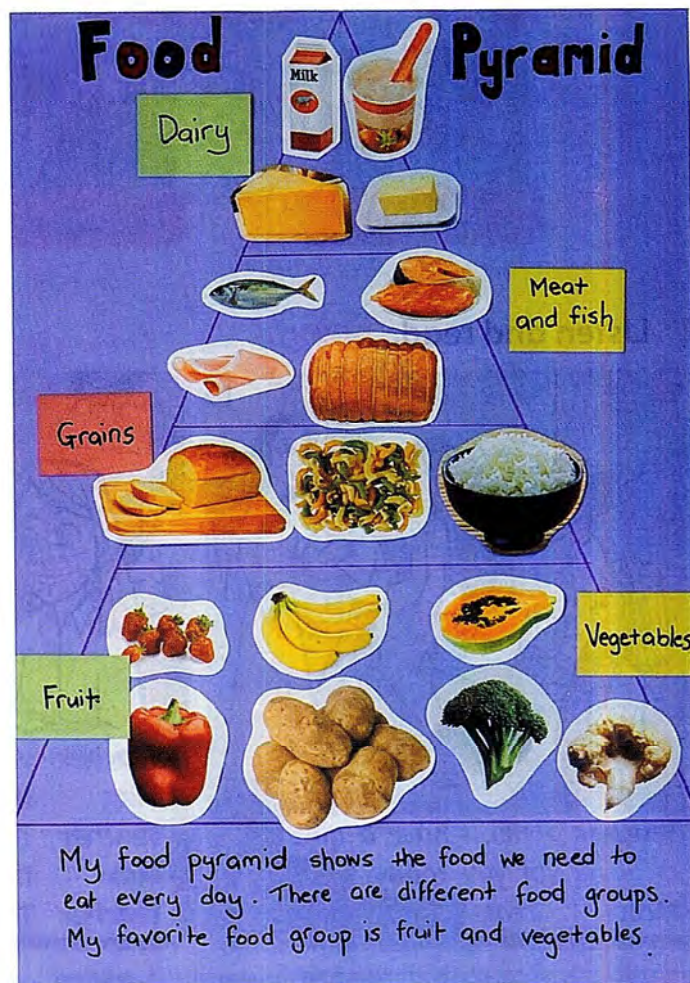 Food Pyramid
Milk
Dairy
Meat
and fish
Grains
Vegetables
Fruit
My food pyramid shows the food we need to
eat every day. There are different food groups.
My favorite food group is fruit and vegetables.